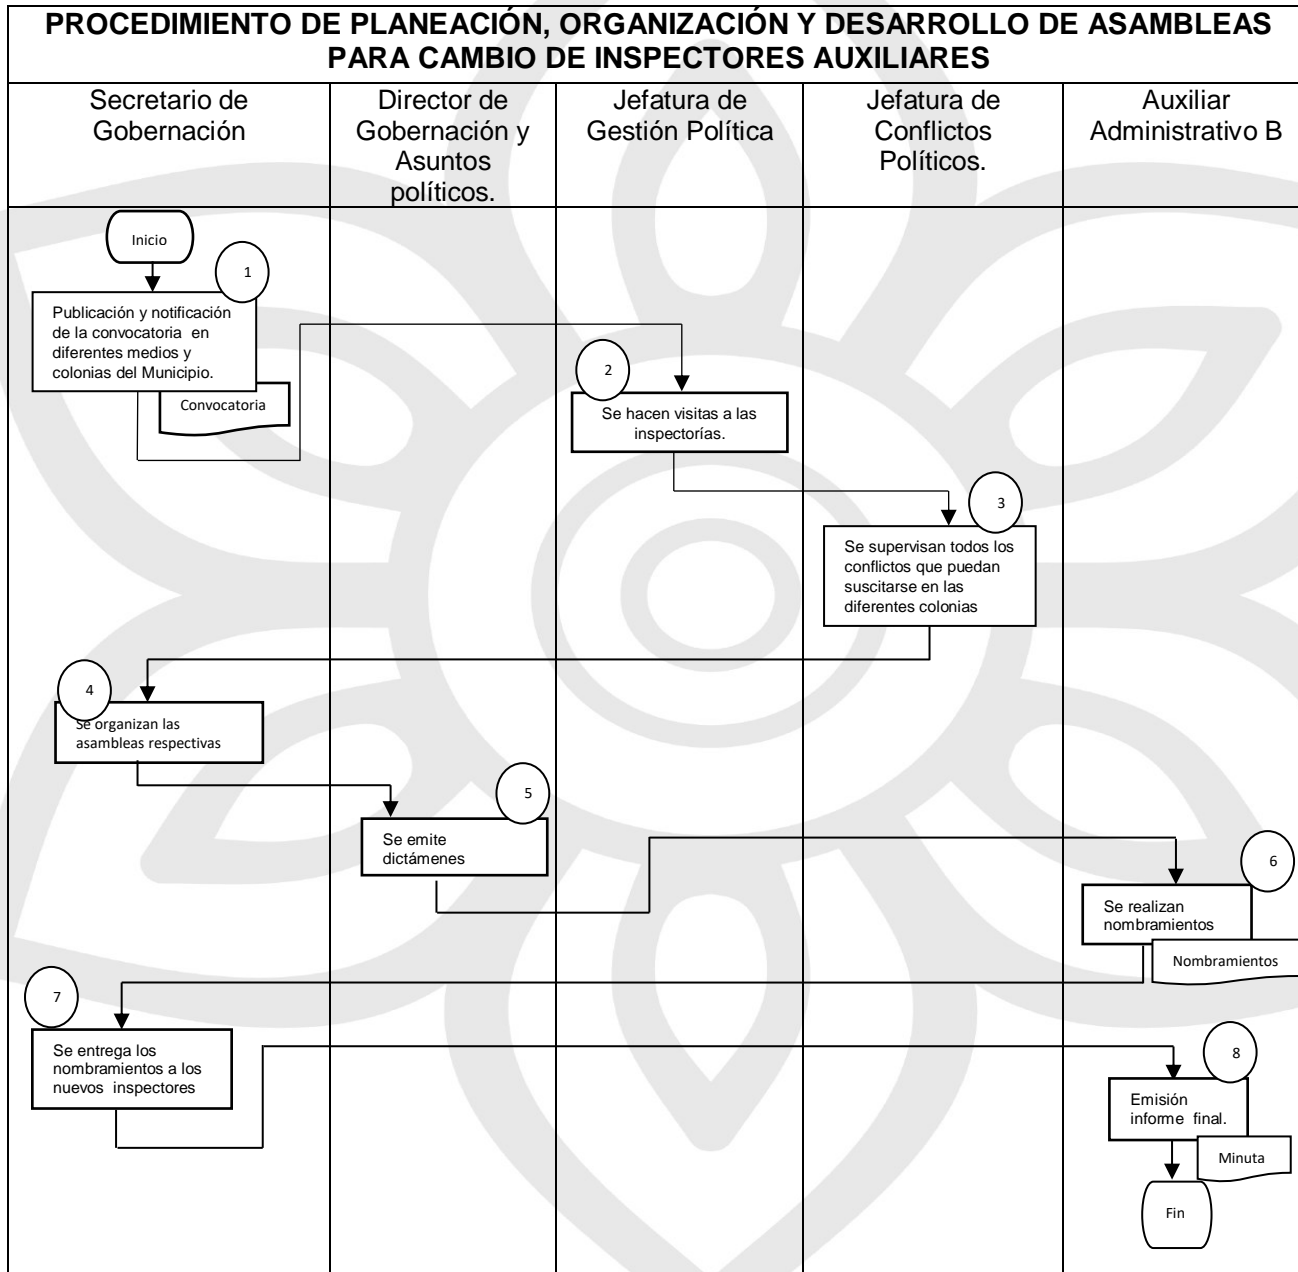 PROCEDIMIENTO DE PLANEACIÓN, ORGANIZACIÓN Y DESARROLLO DE ASAMBLEAS
PARA CAMBIO DE INSPECTORES AUXILIARES
Secretario de
Gobernación
Director de
Gobernación y
Asuntos
políticos.
Jefatura de
Gestión Política
Jefatura de
Conflictos
Políticos.
Auxiliar
Administrativo B
Inicio
1
Publicación y notificación
de la convocatoria en
diferentes medios y
colonias del Municipio.
Convocatoria
2
Se hacen visitas a las
inspectorías.
3
Se supervisan todos los
conflictos que puedan
suscitarse en las
diferentes colonias
4
Se organizan las
asambleas respectivas
5
Se emite
dictámenes
6
Se realizan
nombramientos
Nombramientos
7
Se entrega los
nombramientos a los
nuevos inspectores
8
Emisión
informe final.
Minuta
Fin